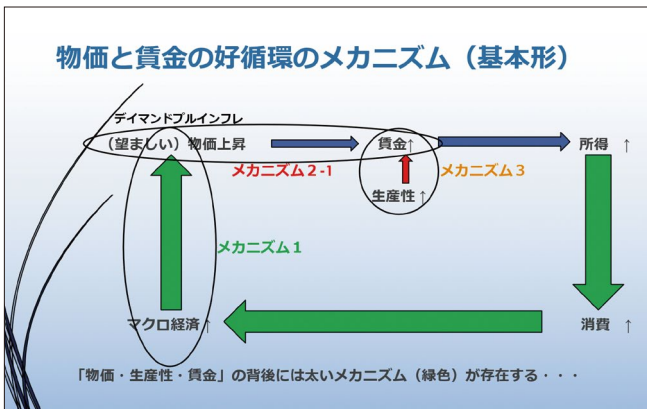 物価と賃金の好循環のメカニズム（基本形）
デイマンドプルインフレ
（望ましい）物価上昇
賃金↑
所得 ↑
メカニズム２-1
メカニズム３
生産性↑
メカニズム１
マクロ経済↑
消費 ↑
「物価・生産性・賃金」の背後には太いメカニズム（緑色）が存在する・・・